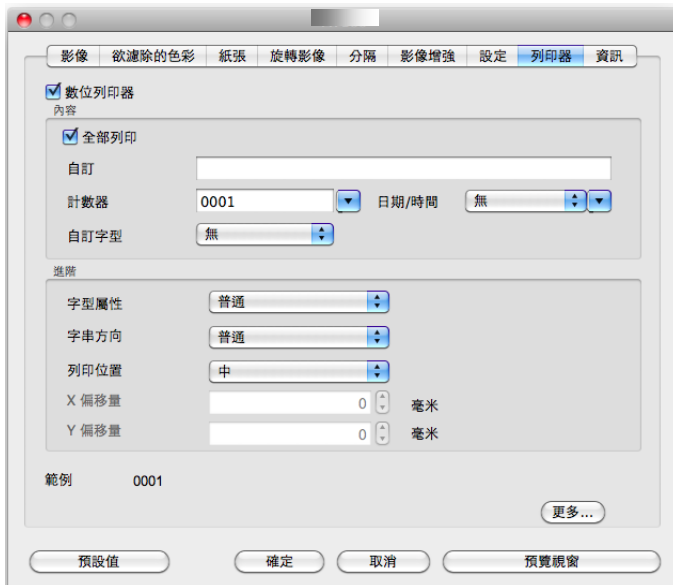 影像 欲濾除的色彩 紙張 旋轉影像 分隔 影像增強 設定 列印器 資訊
數位列印器
內容
全部列印
自訂
計數器 0001 日期/時間 無
自訂字型 無
進階
字型屬性 普通
字串方向 普通
列印位置 中
X 偏移量 0 毫米
Y 偏移量 0 毫米
範例 0001
更多...
預設值 確定 取消 預覽視窗